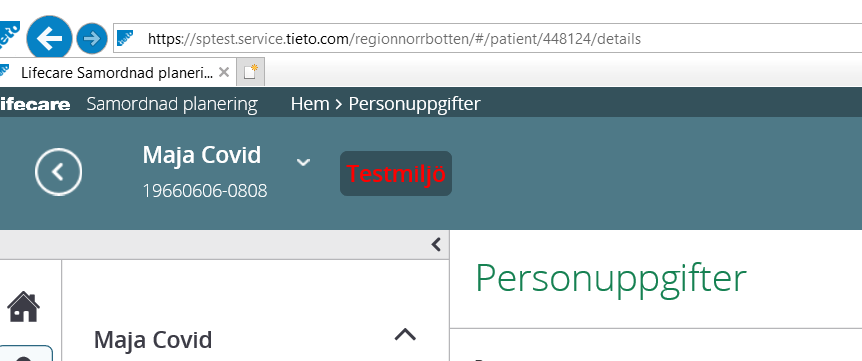 https://sptest.service.tieto.com/regionnorrbotten/#/patient/448124/details
Lifecare Samordnad planeri...
ifecare Samordnad planering Hem > Personuppgifter
Maja Covid
19660606-0808
Testmiljö
Personuppgifter
Maja Covid